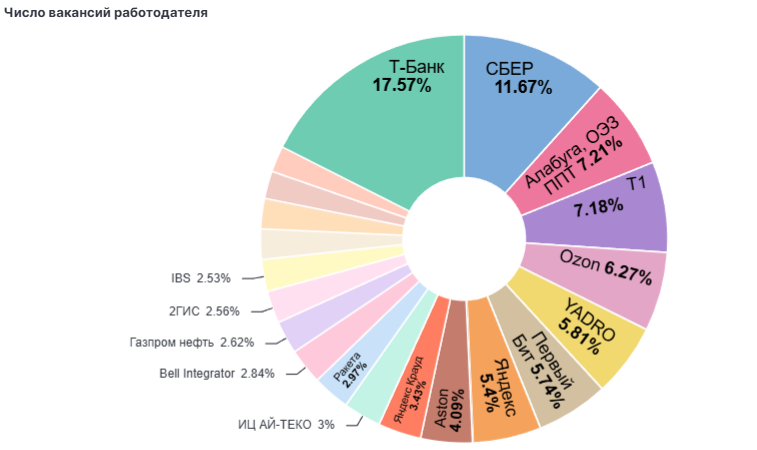 Число вакансий работодателя
Т-Банк
17.57%
СБЕР
11.67%
Алабуга, ОЭЗ
ППТ 7.21%
Т1
7.18%
Ozon 6.27%
YADRO
5.81%
Первый
Бит 5.74%
Яндекс
5.4%
Aston
4.09%
Яндекс Крауд
3.43%
ИЦ АЙ-ТЕКО 3%
Ракета
2.97%
Bell Integrator 2.84%
Газпром нефть 2.62%
2ГИС 2.56%
IBS 2.53%